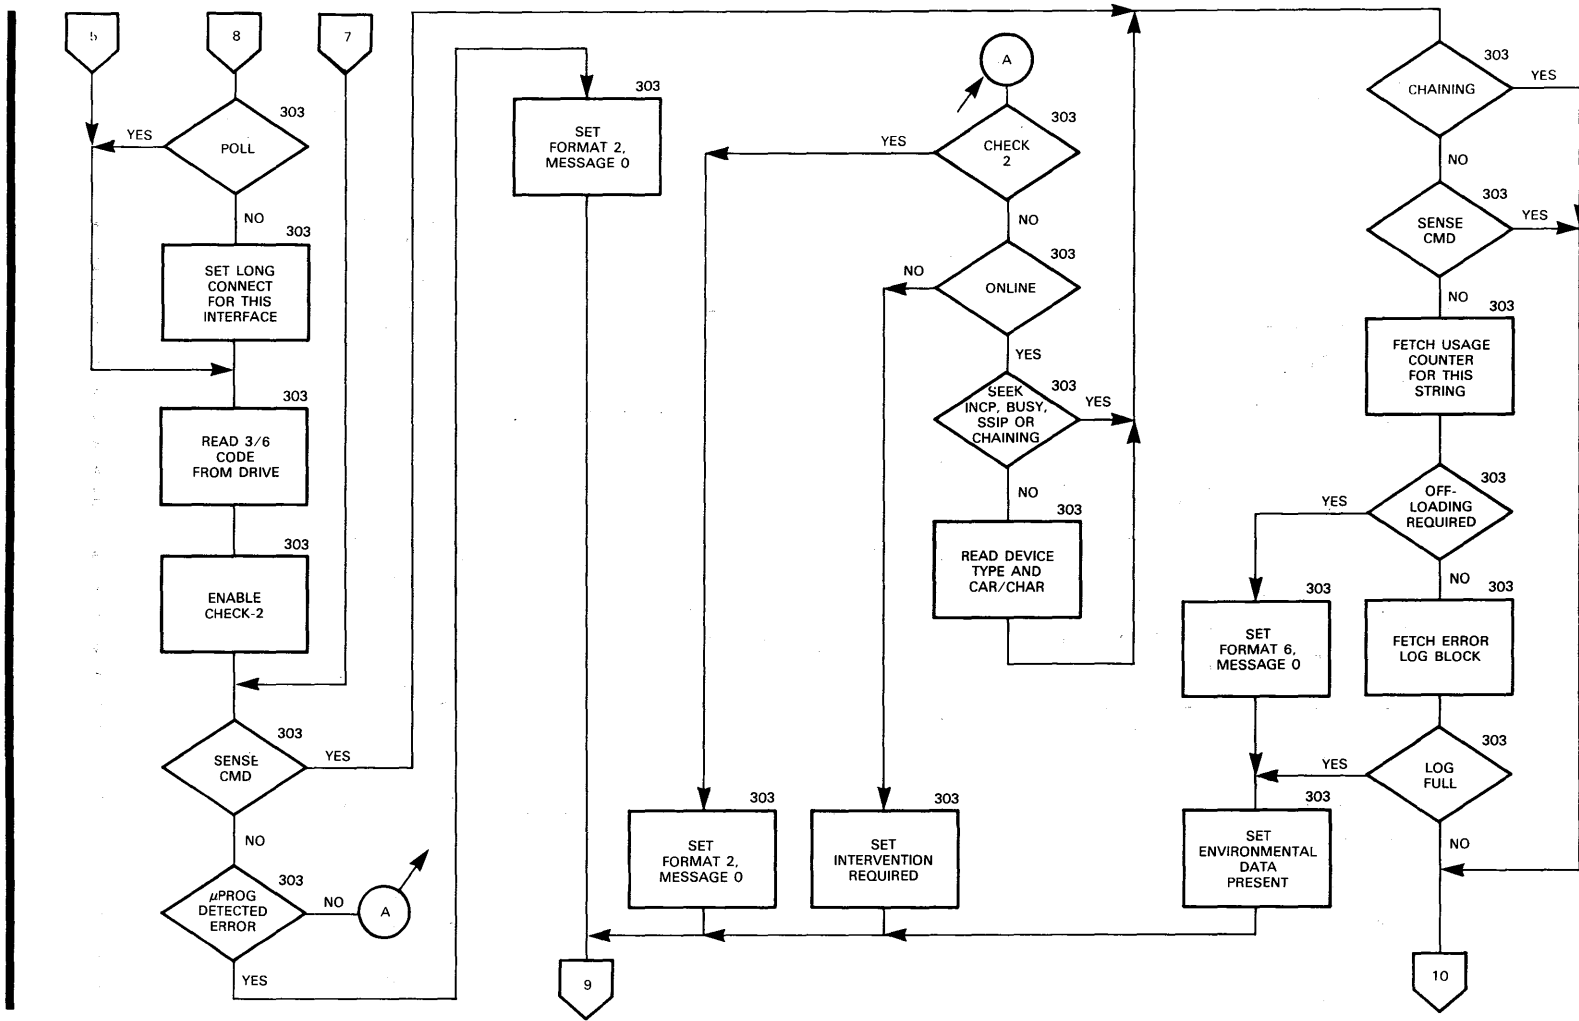 5
8
7
303
POLL
YES
NO
303
SET LONG
CONNECT
FOR THIS
INTERFACE
303
READ 3/6
CODE
FROM DRIVE
303
ENABLE
CHECK-2
303
SENSE
CMD
YES
NO
303
µPROG
DETECTED
ERROR
NO
A
YES
303
SET
FORMAT 2,
MESSAGE 0
A
303
CHECK
2
YES
NO
303
ONLINE
NO
YES
303
SEEK
INCP, BUSY,
SSIP OR
CHAINING
YES
NO
303
READ DEVICE
TYPE AND
CAR/CHAR
303
SET
FORMAT 2,
MESSAGE 0
303
SET
INTERVENTION
REQUIRED
9
303
CHAINING
YES
NO
303
SENSE
CMD
YES
NO
303
FETCH USAGE
COUNTER
FOR THIS
STRING
303
OFF-
LOADING
REQUIRED
YES
NO
303
SET
FORMAT 6,
MESSAGE 0
303
FETCH ERROR
LOG BLOCK
303
LOG
FULL
YES
NO
303
SET
ENVIRONMENTAL
DATA
PRESENT
10